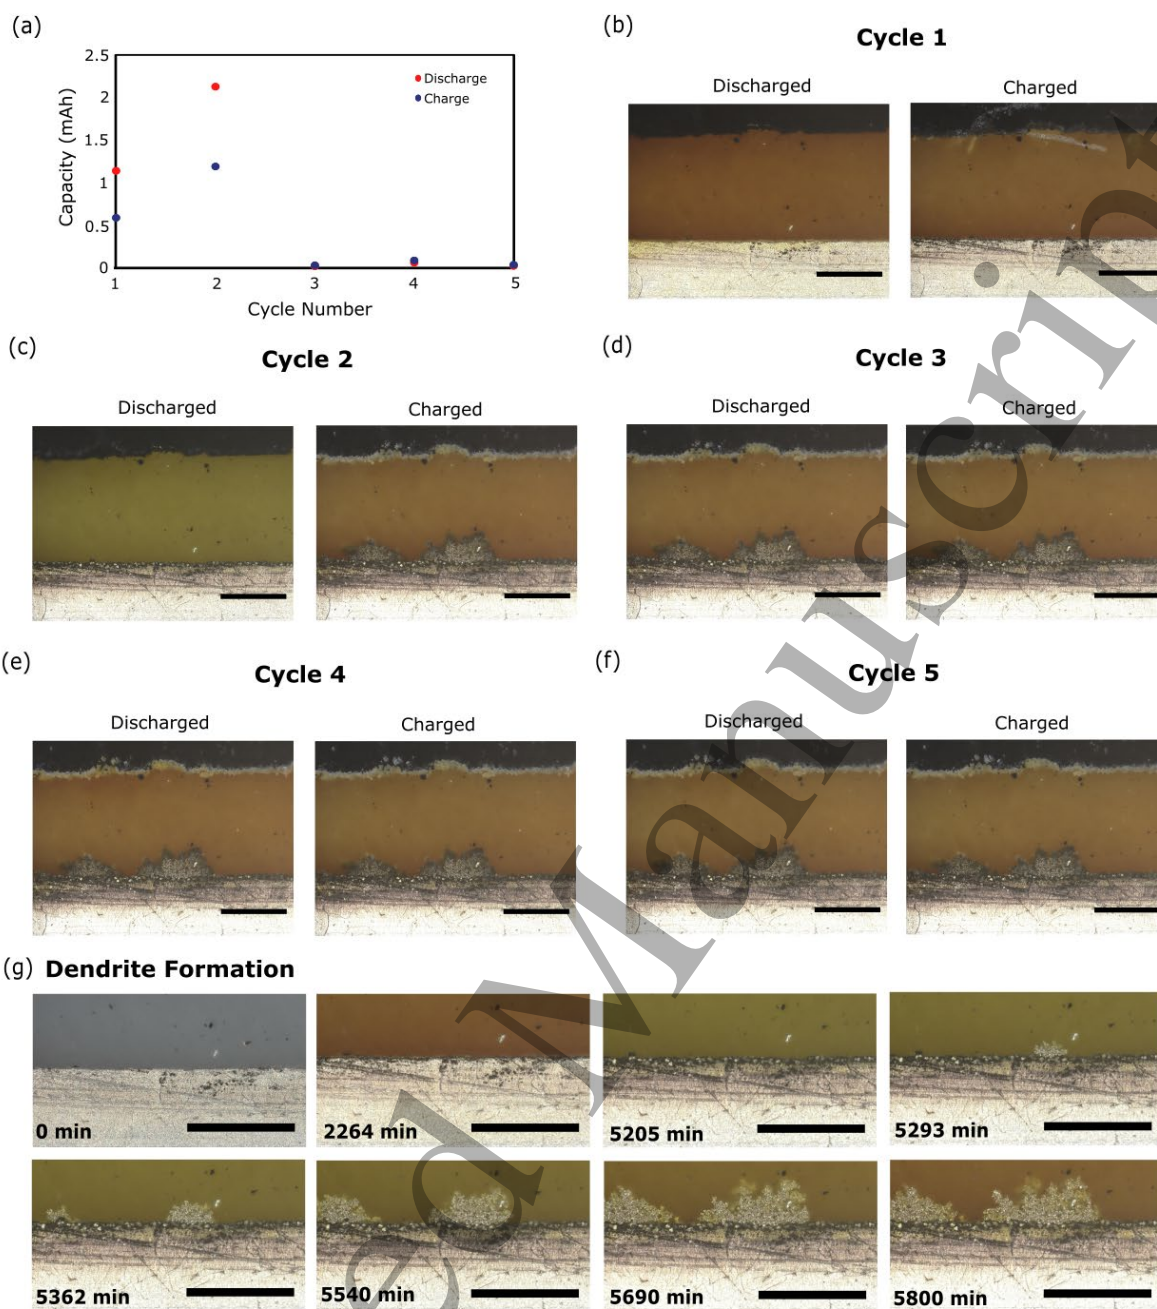 (a)
2.5
2
1.5
1
0.5
0
Capacity (mAh)
Discharge
Charge
1 2 3 4 5
Cycle Number
(b)
Cycle 1
Discharged Charged
(c)
Cycle 2
Discharged Charged
(d)
Cycle 3
Discharged Charged
(e)
Cycle 4
Discharged Charged
(f)
Cycle 5
Discharged Charged
(g) Dendrite Formation
0 min 2264 min 5205 min 5293 min
5362 min 5540 min 5690 min 5800 min
ed Manuscript